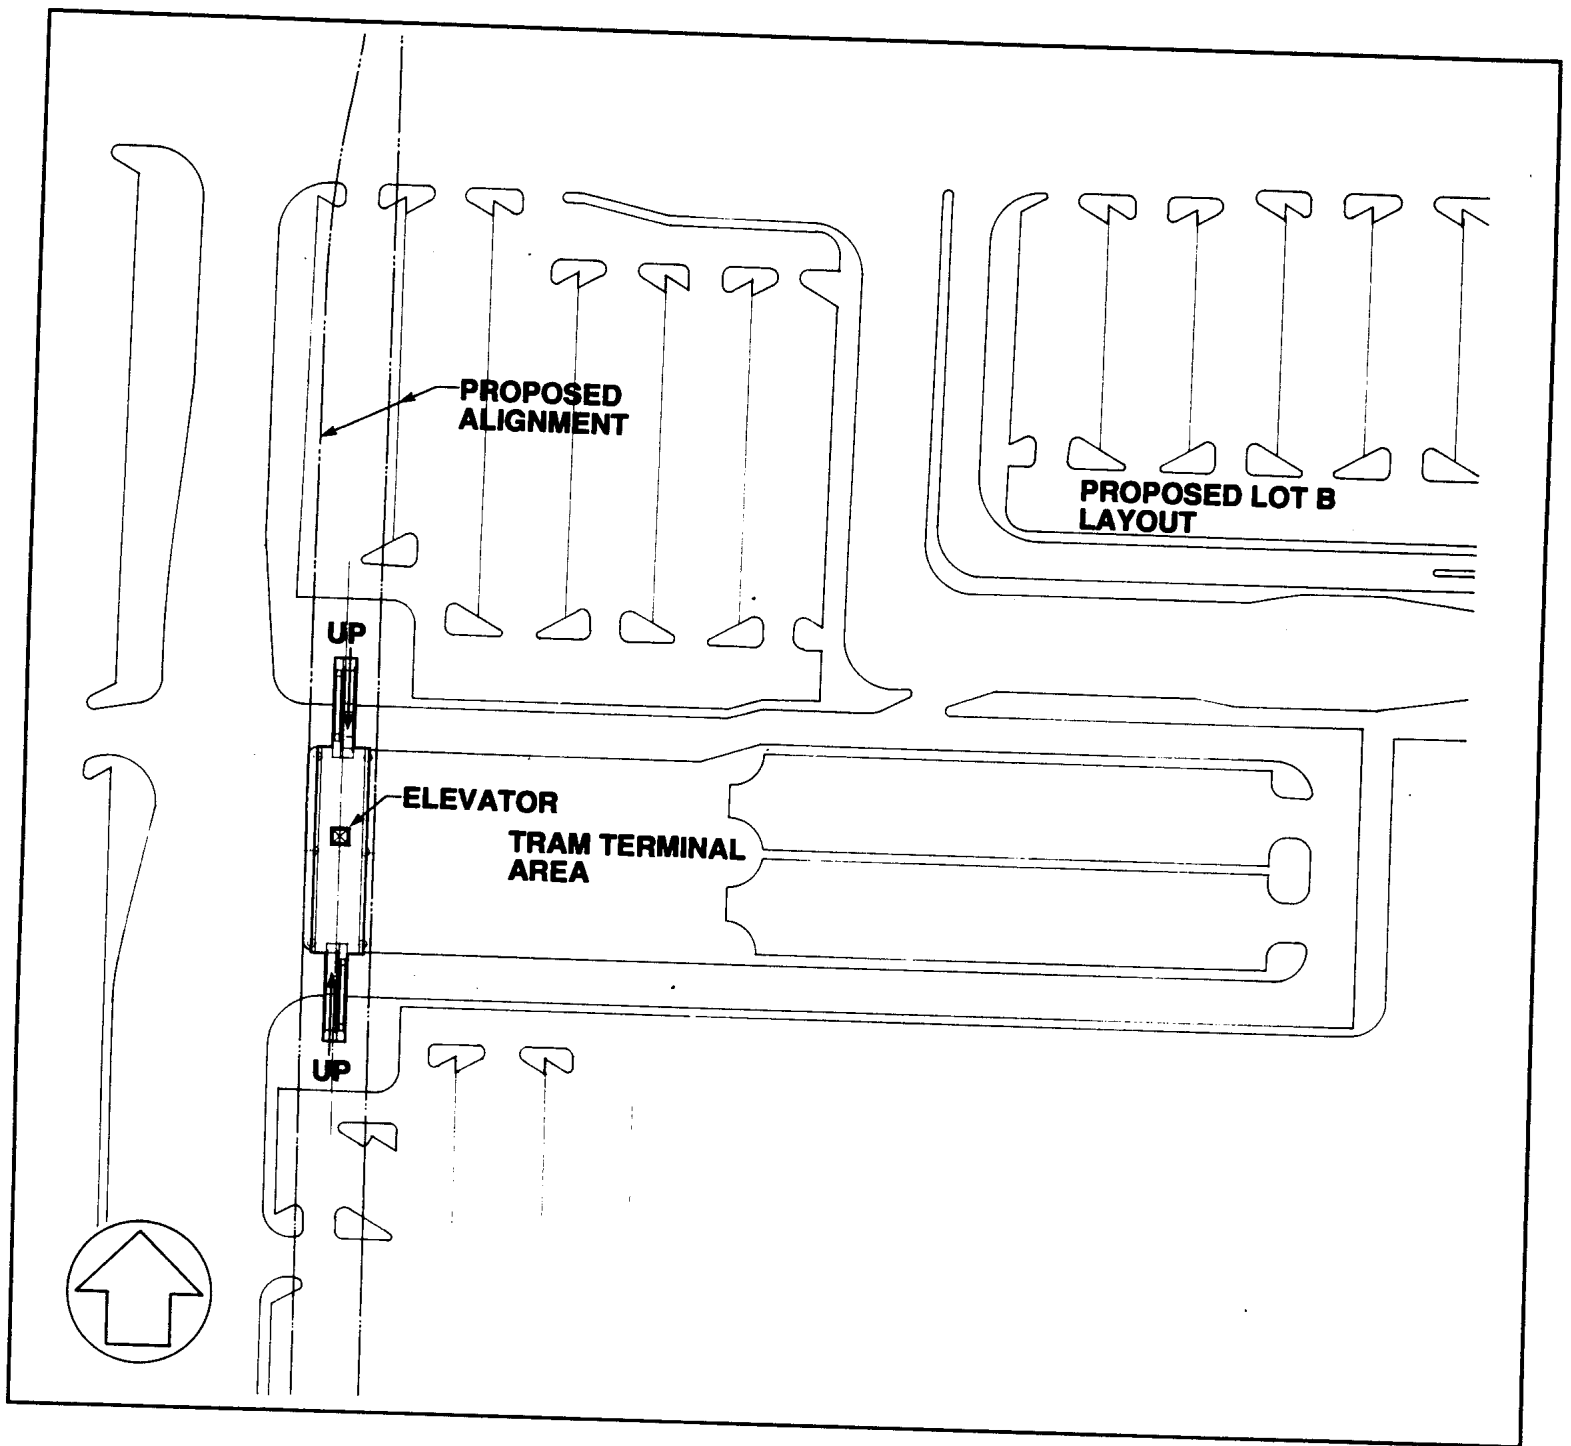 PROPOSED
ALIGNMENT
PROPOSED LOT B
LAYOUT
UP
ELEVATOR
TRAM TERMINAL
AREA
UP